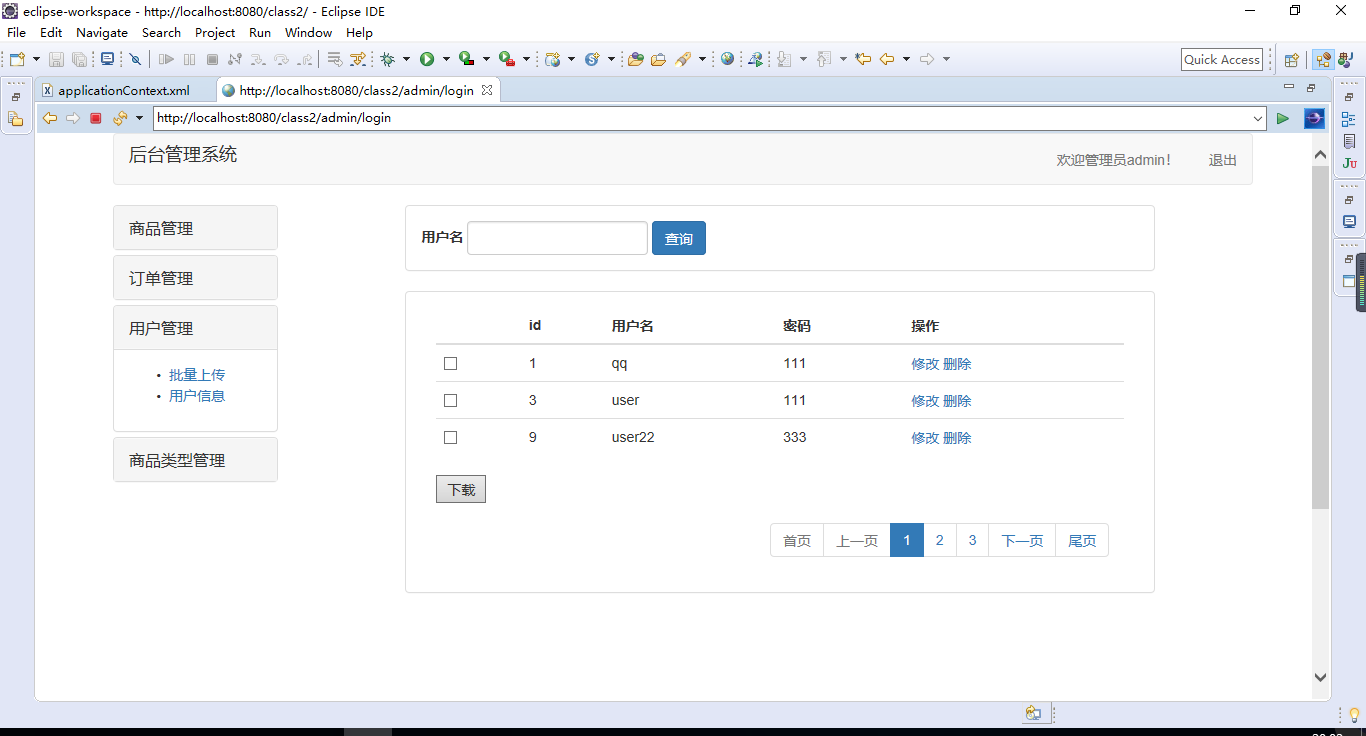 eclipse-workspace - http://localhost:8080/class2/ - Eclipse IDE
File Edit Navigate Search Project Run Window Help
Quick Access
applicationContext.xml http://localhost:8080/class2/admin/login
http://localhost:8080/class2/admin/login
后台管理系统 欢迎管理员admin! 退出
商品管理
订单管理
用户管理
批量上传
用户信息
商品类型管理
用户名 查询
id 用户名 密码 操作
1 qq 111 修改 删除
3 user 111 修改 删除
9 user22 333 修改 删除
下载
首页 上一页 1 2 3 下一页 尾页